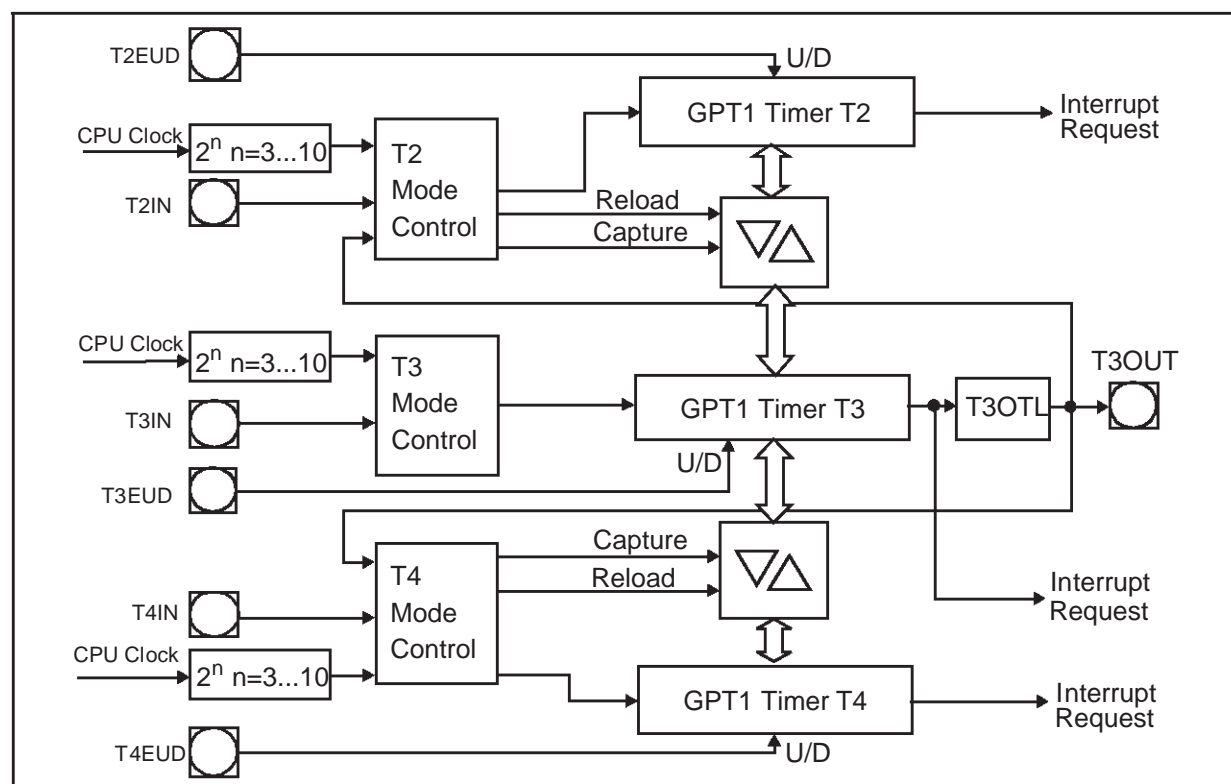 T2EUD
U/D
GPT1 Timer T2
Interrupt
Request
CPU Clock
2ⁿ n=3...10
T2IN
T2
Mode
Control
Reload
Capture
CPU Clock
2ⁿ n=3...10
T3IN
T3EUD
T3
Mode
Control
GPT1 Timer T3
U/D
T3OTL
T3OUT
Interrupt
Request
T4
Mode
Control
Capture
Reload
T4IN
CPU Clock
2ⁿ n=3...10
GPT1 Timer T4
Interrupt
Request
T4EUD
U/D